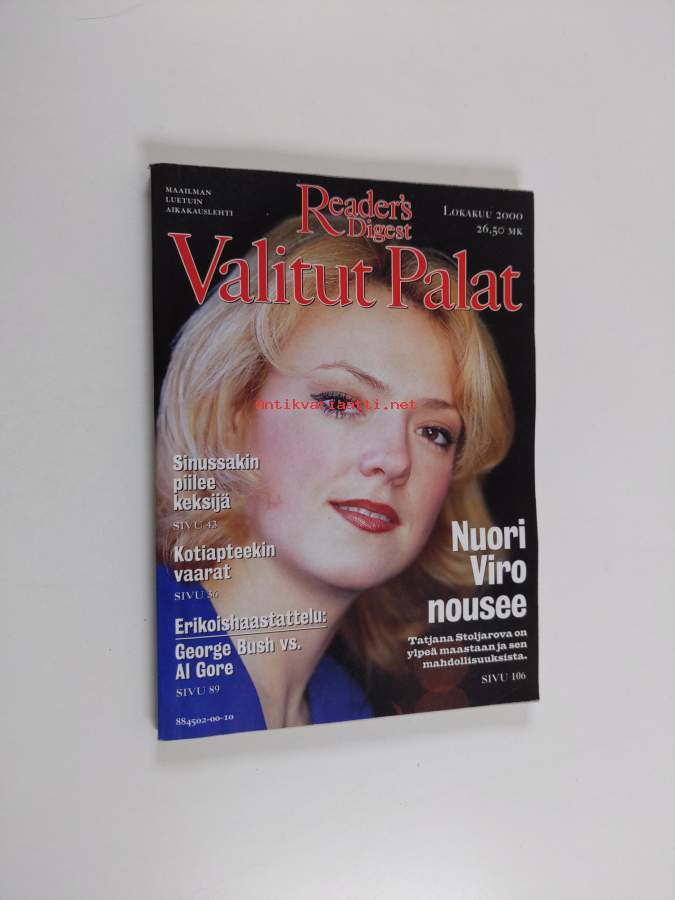 MAAILMAN
LUETUIN
AIKAKAUSLEHTI
Reader's
Digest
LOKAKUU 2000
26,50 MK
Valitut Palat
antikvariaatti.net
Sinussakin
piilee
keksijä
SIVU 43
Kotiapteekin
vaarat
SIVU 36
Erikoishaastattelu:
George Bush vs.
Al Gore
SIVU 89
Nuori
Viro
nousee
Tatjana Stoljarova on
ylpeä maastaan ja sen
mahdollisuuksista.
SIVU 106
884502-00-10